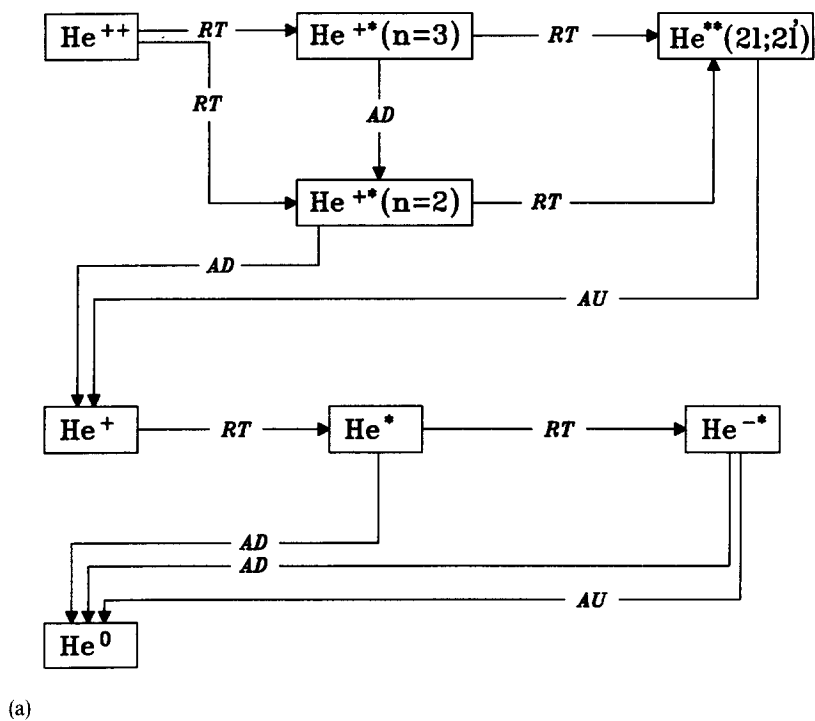 He++ RT He+*(n=3) RT He**(2l;2l')
RT
AD
He+*(n=2) RT
AD
AU
He+ RT He* RT He-*
AD
AD
AU
He0
(a)